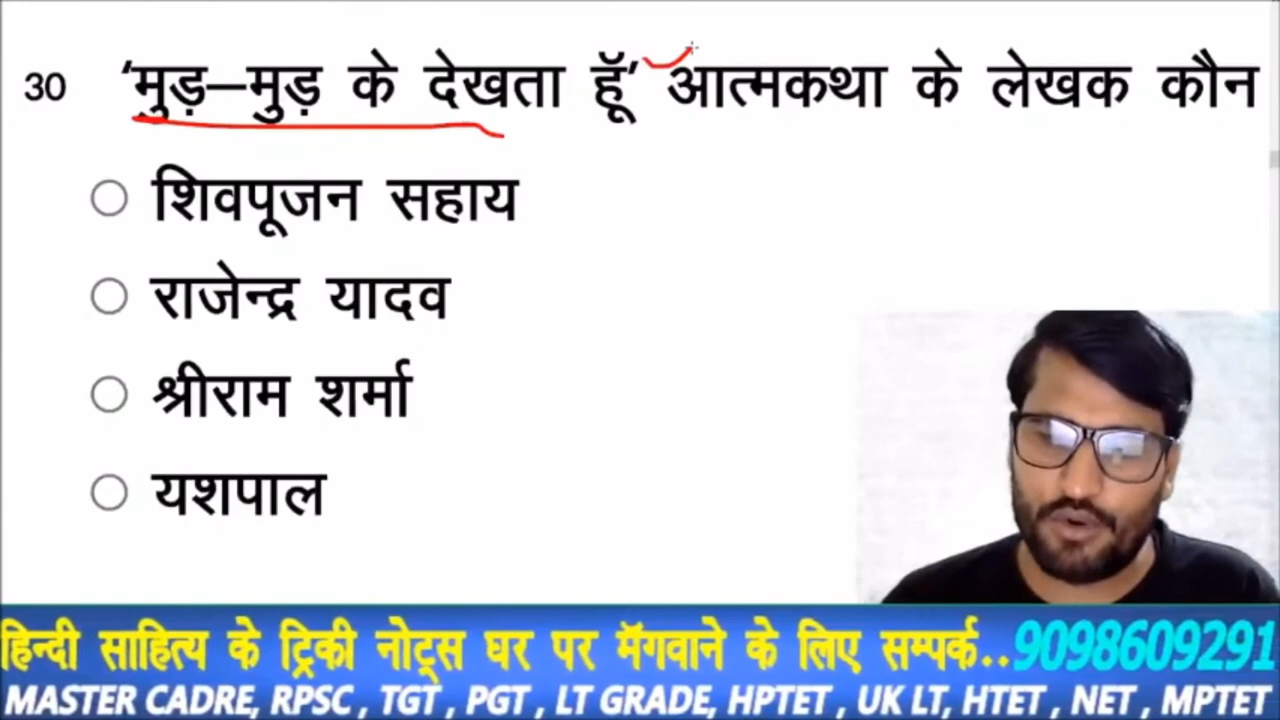 30 ‘मुड़–मुड़ के देखता हूॅ’ आत्मकथा के लेखक कौन
शिवपूजन सहाय
राजेन्द्र यादव
श्रीराम शर्मा
यशपाल
हिन्दी साहित्य के ट्रिकी नोट्स घर पर मॅगवाने के लिए सम्पर्क..9098609291
MASTER CADRE, RPSC , TGT , PGT , LT GRADE, HPTET , UK LT, HTET , NET , MPTET